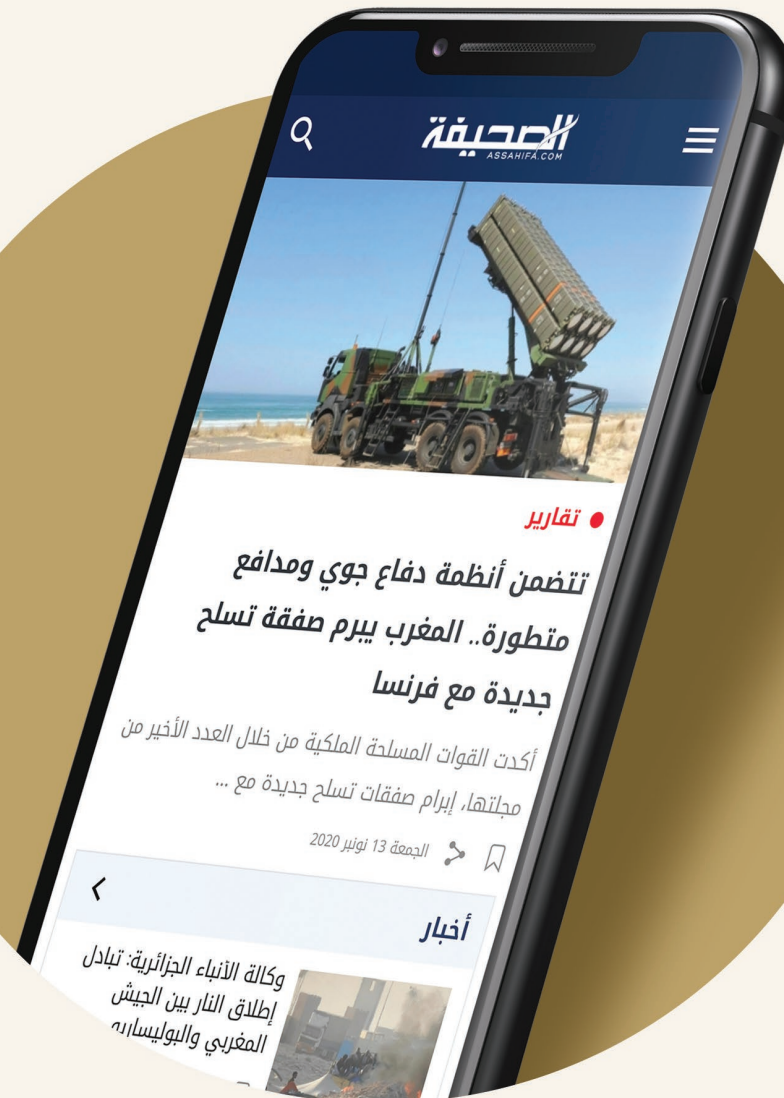 الصحيفة
ASSAHIFA.COM
تقارير
تتضمن أنظمة دفاع جوي ومدافع
متطورة.. المغرب يبرم صفقة تسلح
جديدة مع فرنسا
أكدت القوات المسلحة الملكية من خلال العدد الأخير من
مجلتها، إبرام صفقات تسلح جديدة مع ...
الجمعة 13 نونبر 2020
أخبار
وكالة الأنباء الجزائرية: تبادل
إطلاق النار بين الجيش
المغربي والبوليساريو